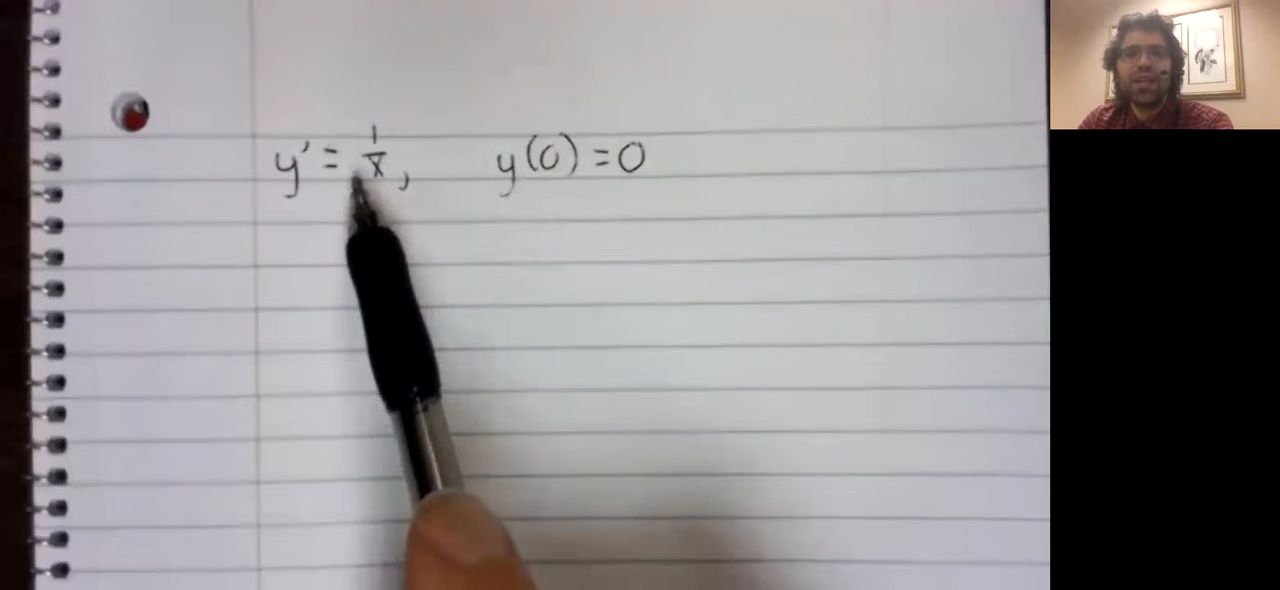 y' = 1/x, y(0) = 0